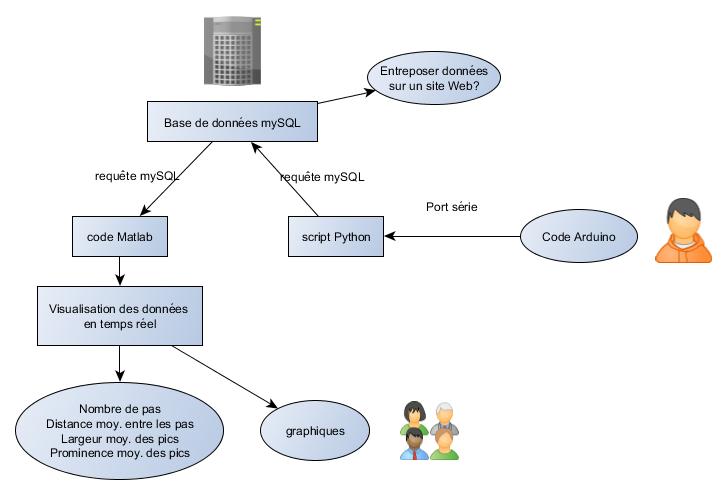 Entreposer données
sur un site Web?
Base de données mySQL
requête mySQL
requête mySQL
Port série
code Matlab
script Python
Code Arduino
Visualisation des données
en temps réel
Nombre de pas
Distance moy. entre les pas
Largeur moy. des pics
Prominence moy. des pics
graphiques